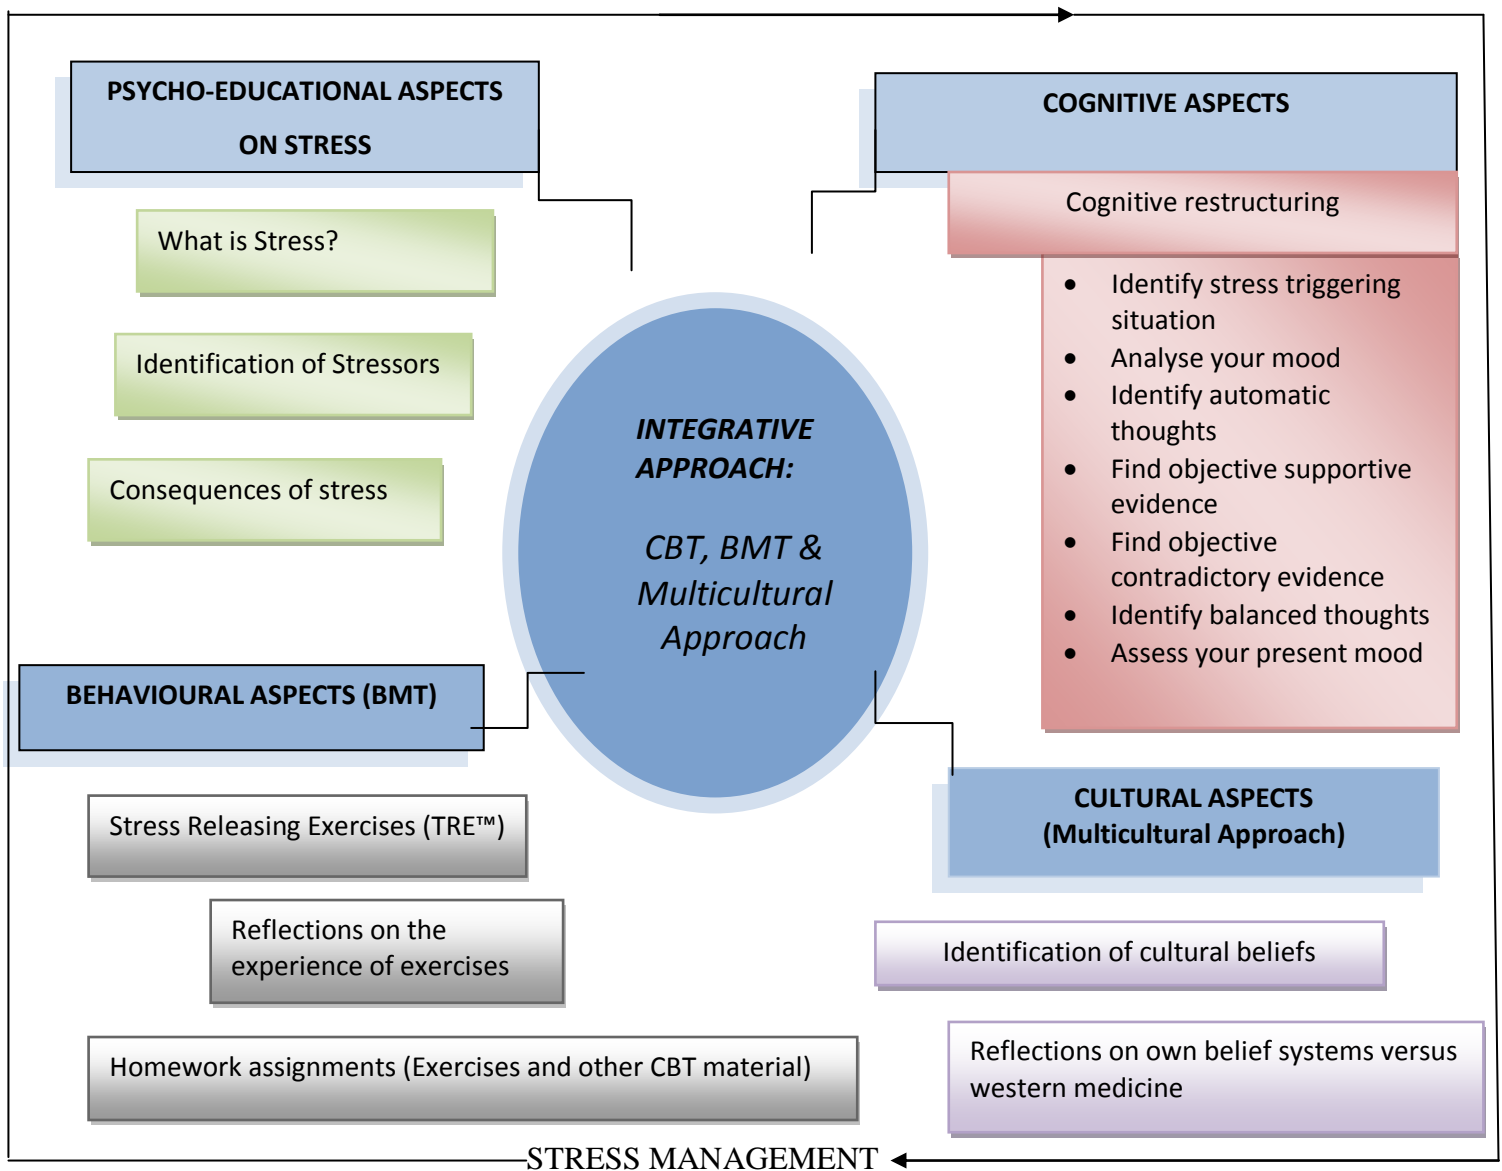 PSYCHO-EDUCATIONAL ASPECTS
ON STRESS
What is Stress?
Identification of Stressors
Consequences of stress
COGNITIVE ASPECTS
Cognitive restructuring
• Identify stress triggering
situation
• Analyse your mood
• Identify automatic
thoughts
• Find objective supportive
evidence
• Find objective
contradictory evidence
• Identify balanced thoughts
• Assess your present mood
INTEGRATIVE
APPROACH:
CBT, BMT &
Multicultural
Approach
BEHAVIOURAL ASPECTS (BMT)
Stress Releasing Exercises (TRE™)
Reflections on the
experience of exercises
Homework assignments (Exercises and other CBT material)
CULTURAL ASPECTS
(Multicultural Approach)
Identification of cultural beliefs
Reflections on own belief systems versus
western medicine
STRESS MANAGEMENT